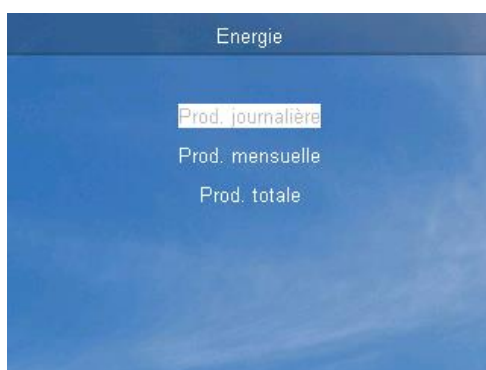 Energie
Prod. journalière
Prod. mensuelle
Prod. totale